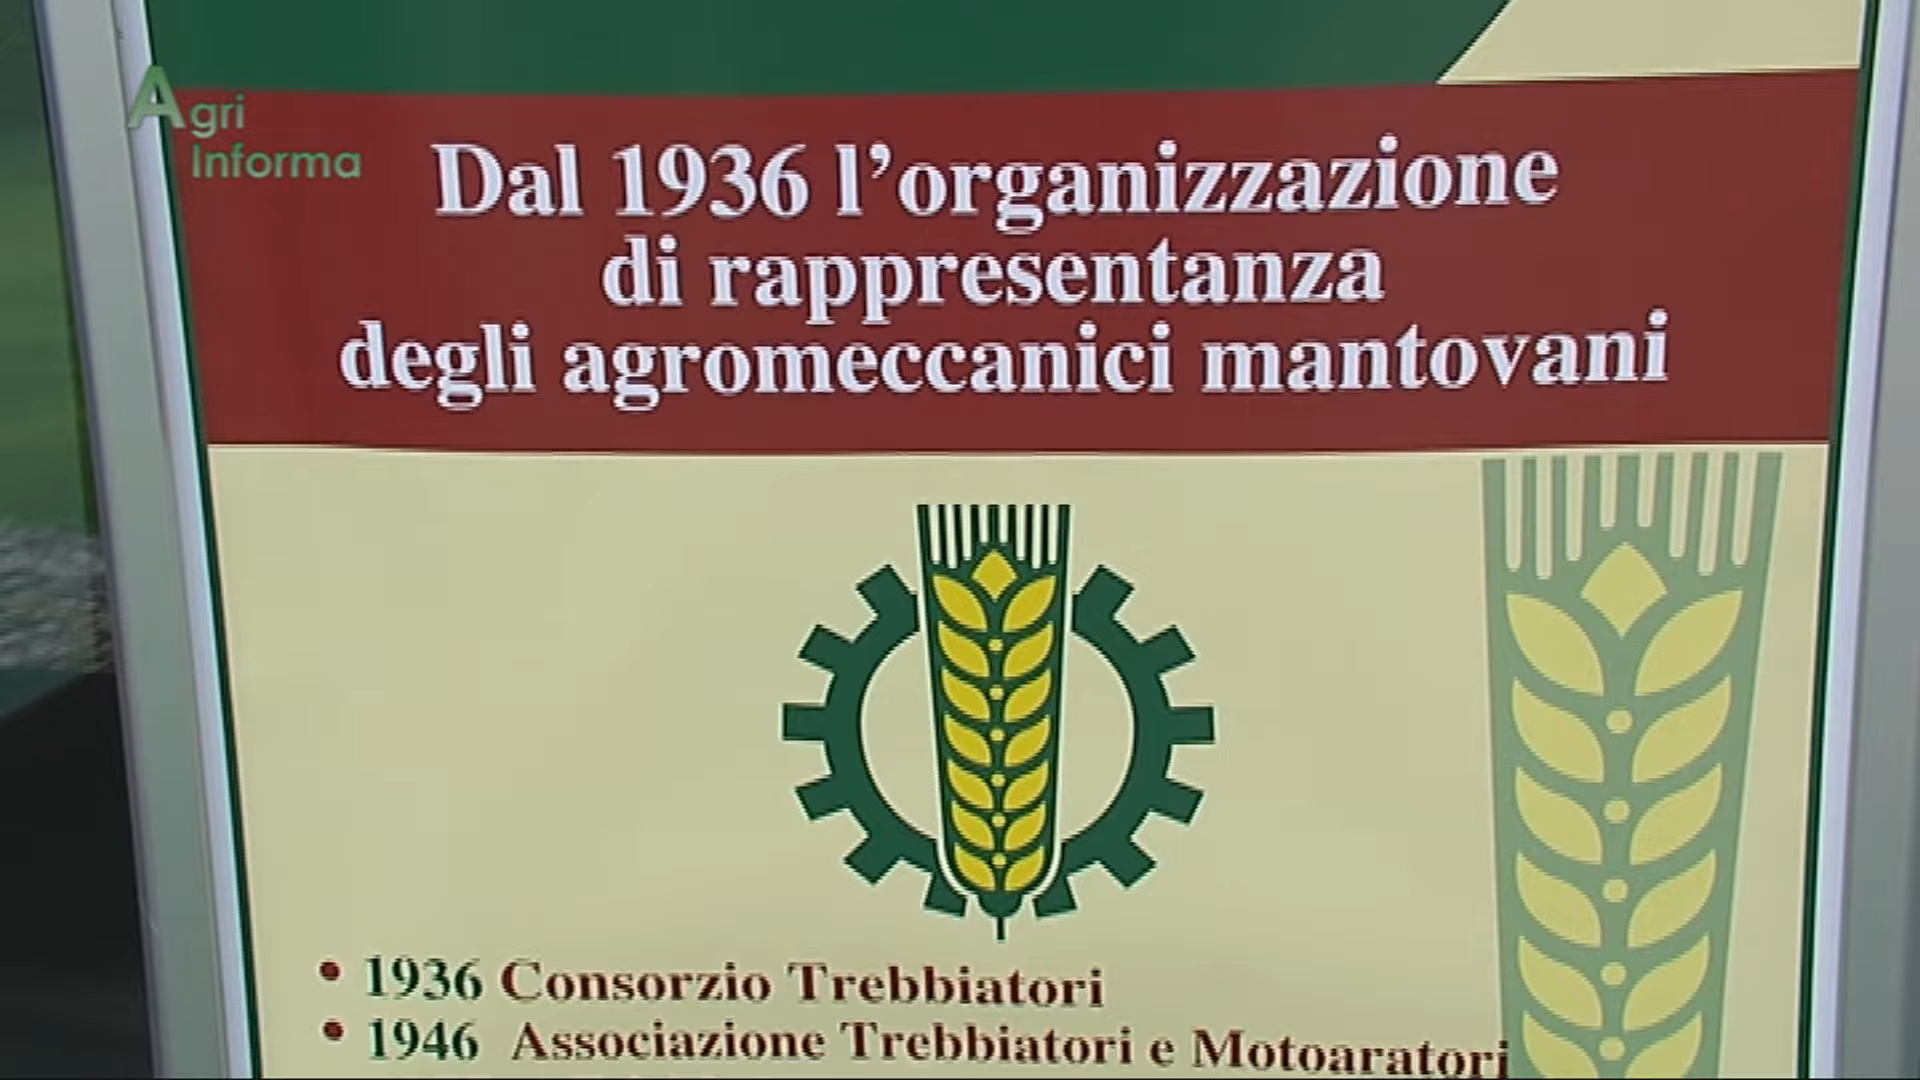 Agri
Informa
Dal 1936 l’organizzazione
di rappresentanza
degli agromeccanici mantovani
• 1936 Consorzio Trebbiatori
• 1946 Associazione Trebbiatori e Motoaratori